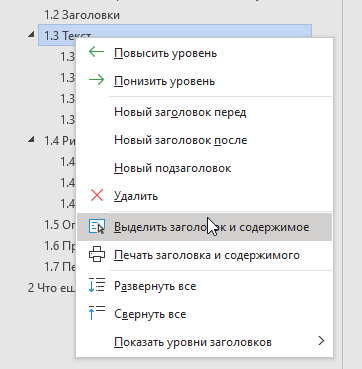 1.2 Заголовки
1.3 Текст
Повысить уровень
1.3
Понизить уровень
1.3
1.3
Новый заголовок перед
1.3
Новый заголовок после
1.4 Ри
1.4
Новый подзаголовок
1.4
Удалить
1.4
1.5 Ог
Выделить заголовок и содержимое
1.6 Пр
Печать заголовка и содержимого
1.7 Пе
2 Что ещ
Развернуть все
Свернуть все
Показать уровни заголовков